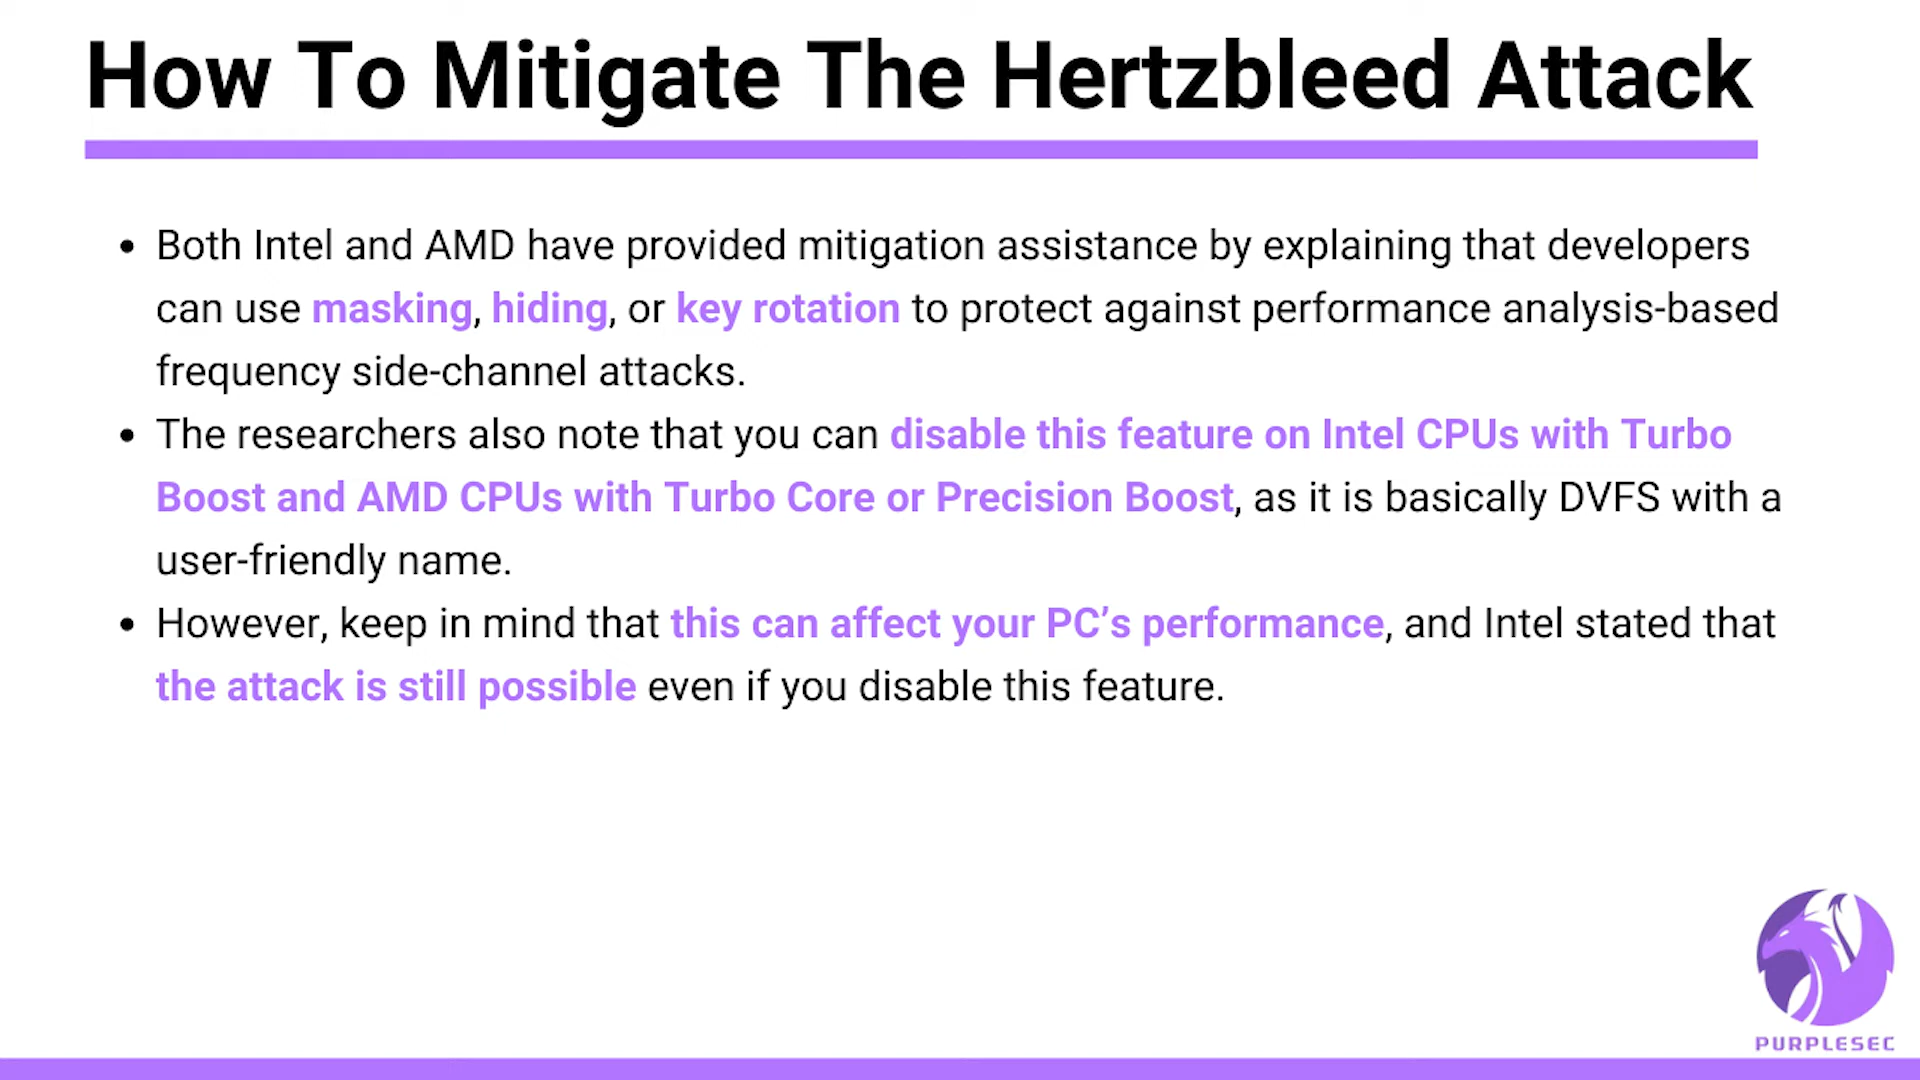 How To Mitigate The Hertzbleed Attack
• Both Intel and AMD have provided mitigation assistance by explaining that developers
can use masking, hiding, or key rotation to protect against performance analysis-based
frequency side-channel attacks.
• The researchers also note that you can disable this feature on Intel CPUs with Turbo
Boost and AMD CPUs with Turbo Core or Precision Boost, as it is basically DVFS with a
user-friendly name.
• However, keep in mind that this can affect your PC’s performance, and Intel stated that
the attack is still possible even if you disable this feature.
PURPLESEC